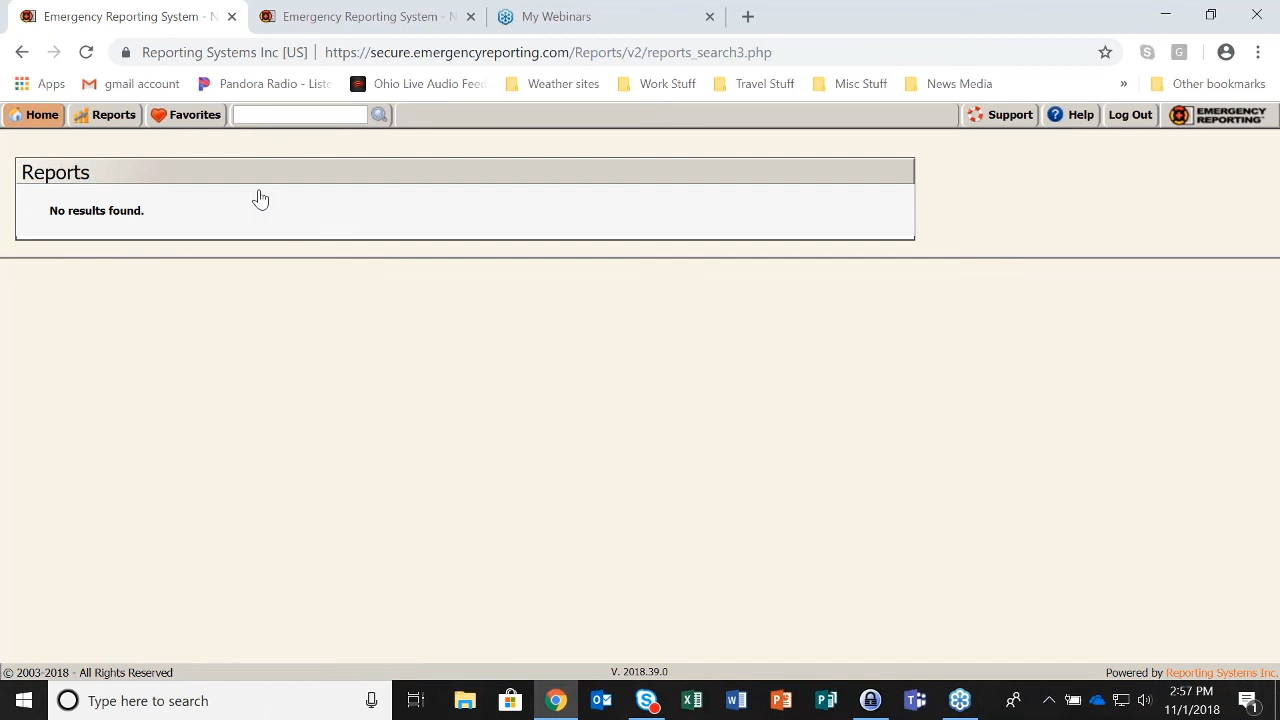 Emergency Reporting System - N
Emergency Reporting System - N
My Webinars
Reporting Systems Inc [US] | https://secure.emergencyreporting.com/Reports/v2/reports_search3.php
Apps
gmail account
Pandora Radio - Liste
Ohio Live Audio Feed
Weather sites
Work Stuff
Travel Stuff
Misc Stuff
News Media
»
Other bookmarks
Home
Reports
Favorites
Support
Help
Log Out
EMERGENCY
REPORTING
Reports
No results found.
© 2003-2018 - All Rights Reserved
V. 2018.39.0
Powered by Reporting Systems Inc.
Type here to search
2:57 PM
11/1/2018
1